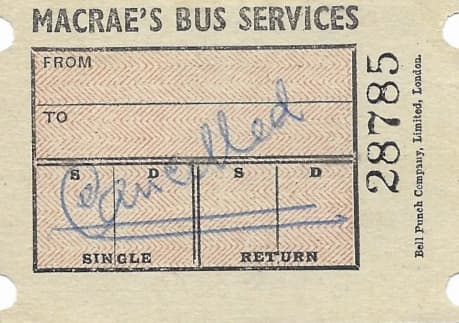 MACRAE'S BUS SERVICES
FROM
TO
Cancelled
S D S D
SINGLE RETURN
28785
Bell Punch Company, Limited, London.